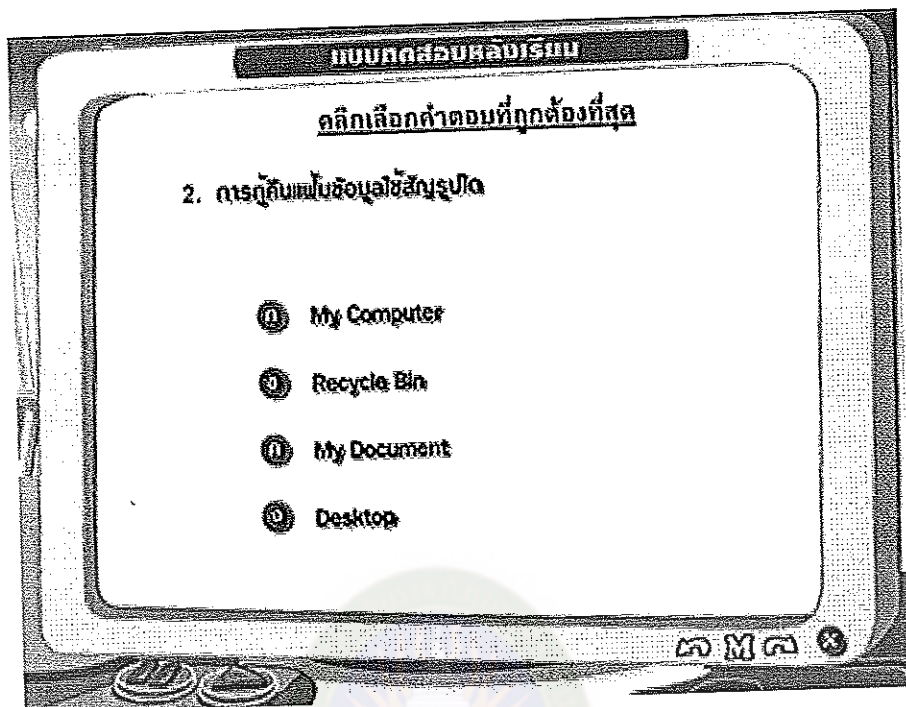 แบบทดสอบหลังเรียน
คลิกเลือกคำตอบที่ถูกต้องที่สุด
2. การกู้คืนแฟ้มข้อมูลใช้สัญรูปใด
ก My Computer
ข Recycle Bin
ค My Document
ง Desktop
M